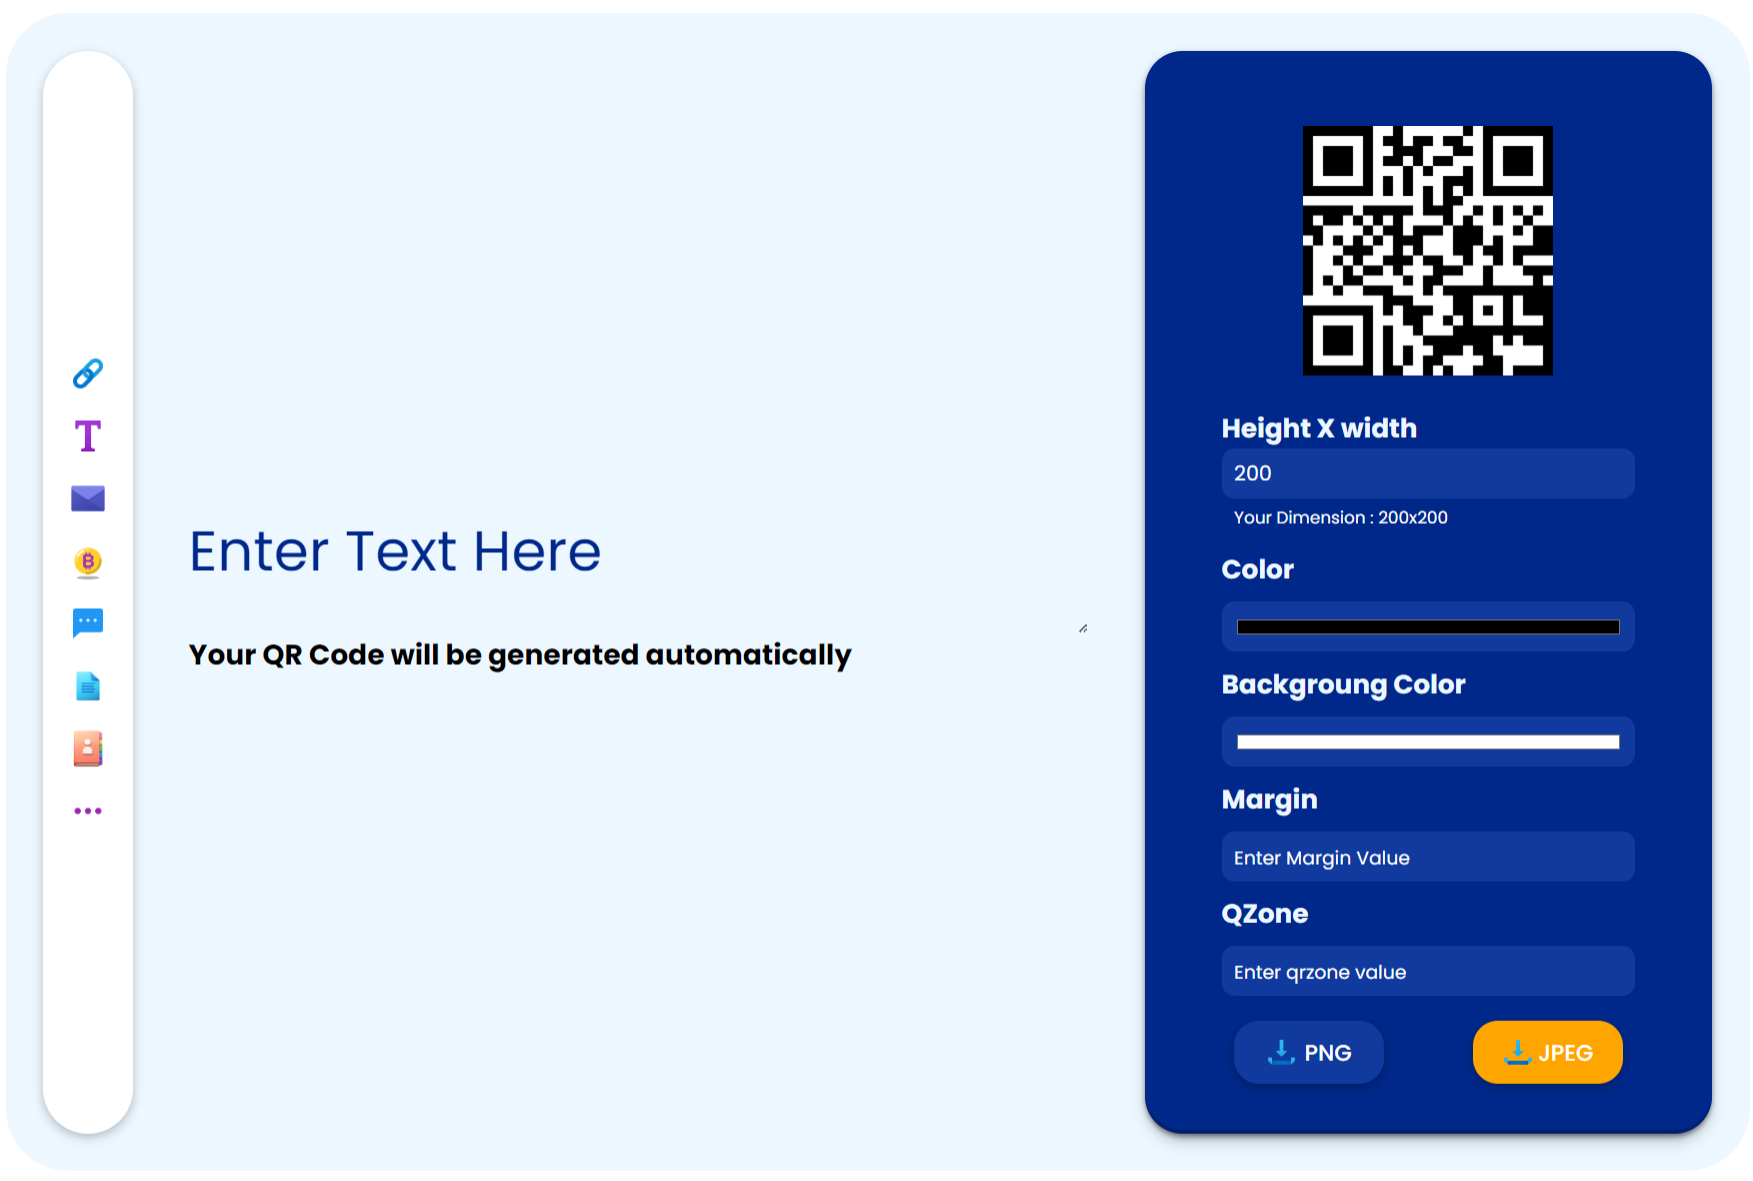 T
Enter Text Here
Your QR Code will be generated automatically
Height X width
200
Your Dimension : 200x200
Color
Backgroung Color
Margin
Enter Margin Value
QZone
Enter qrzone value
PNG
JPEG